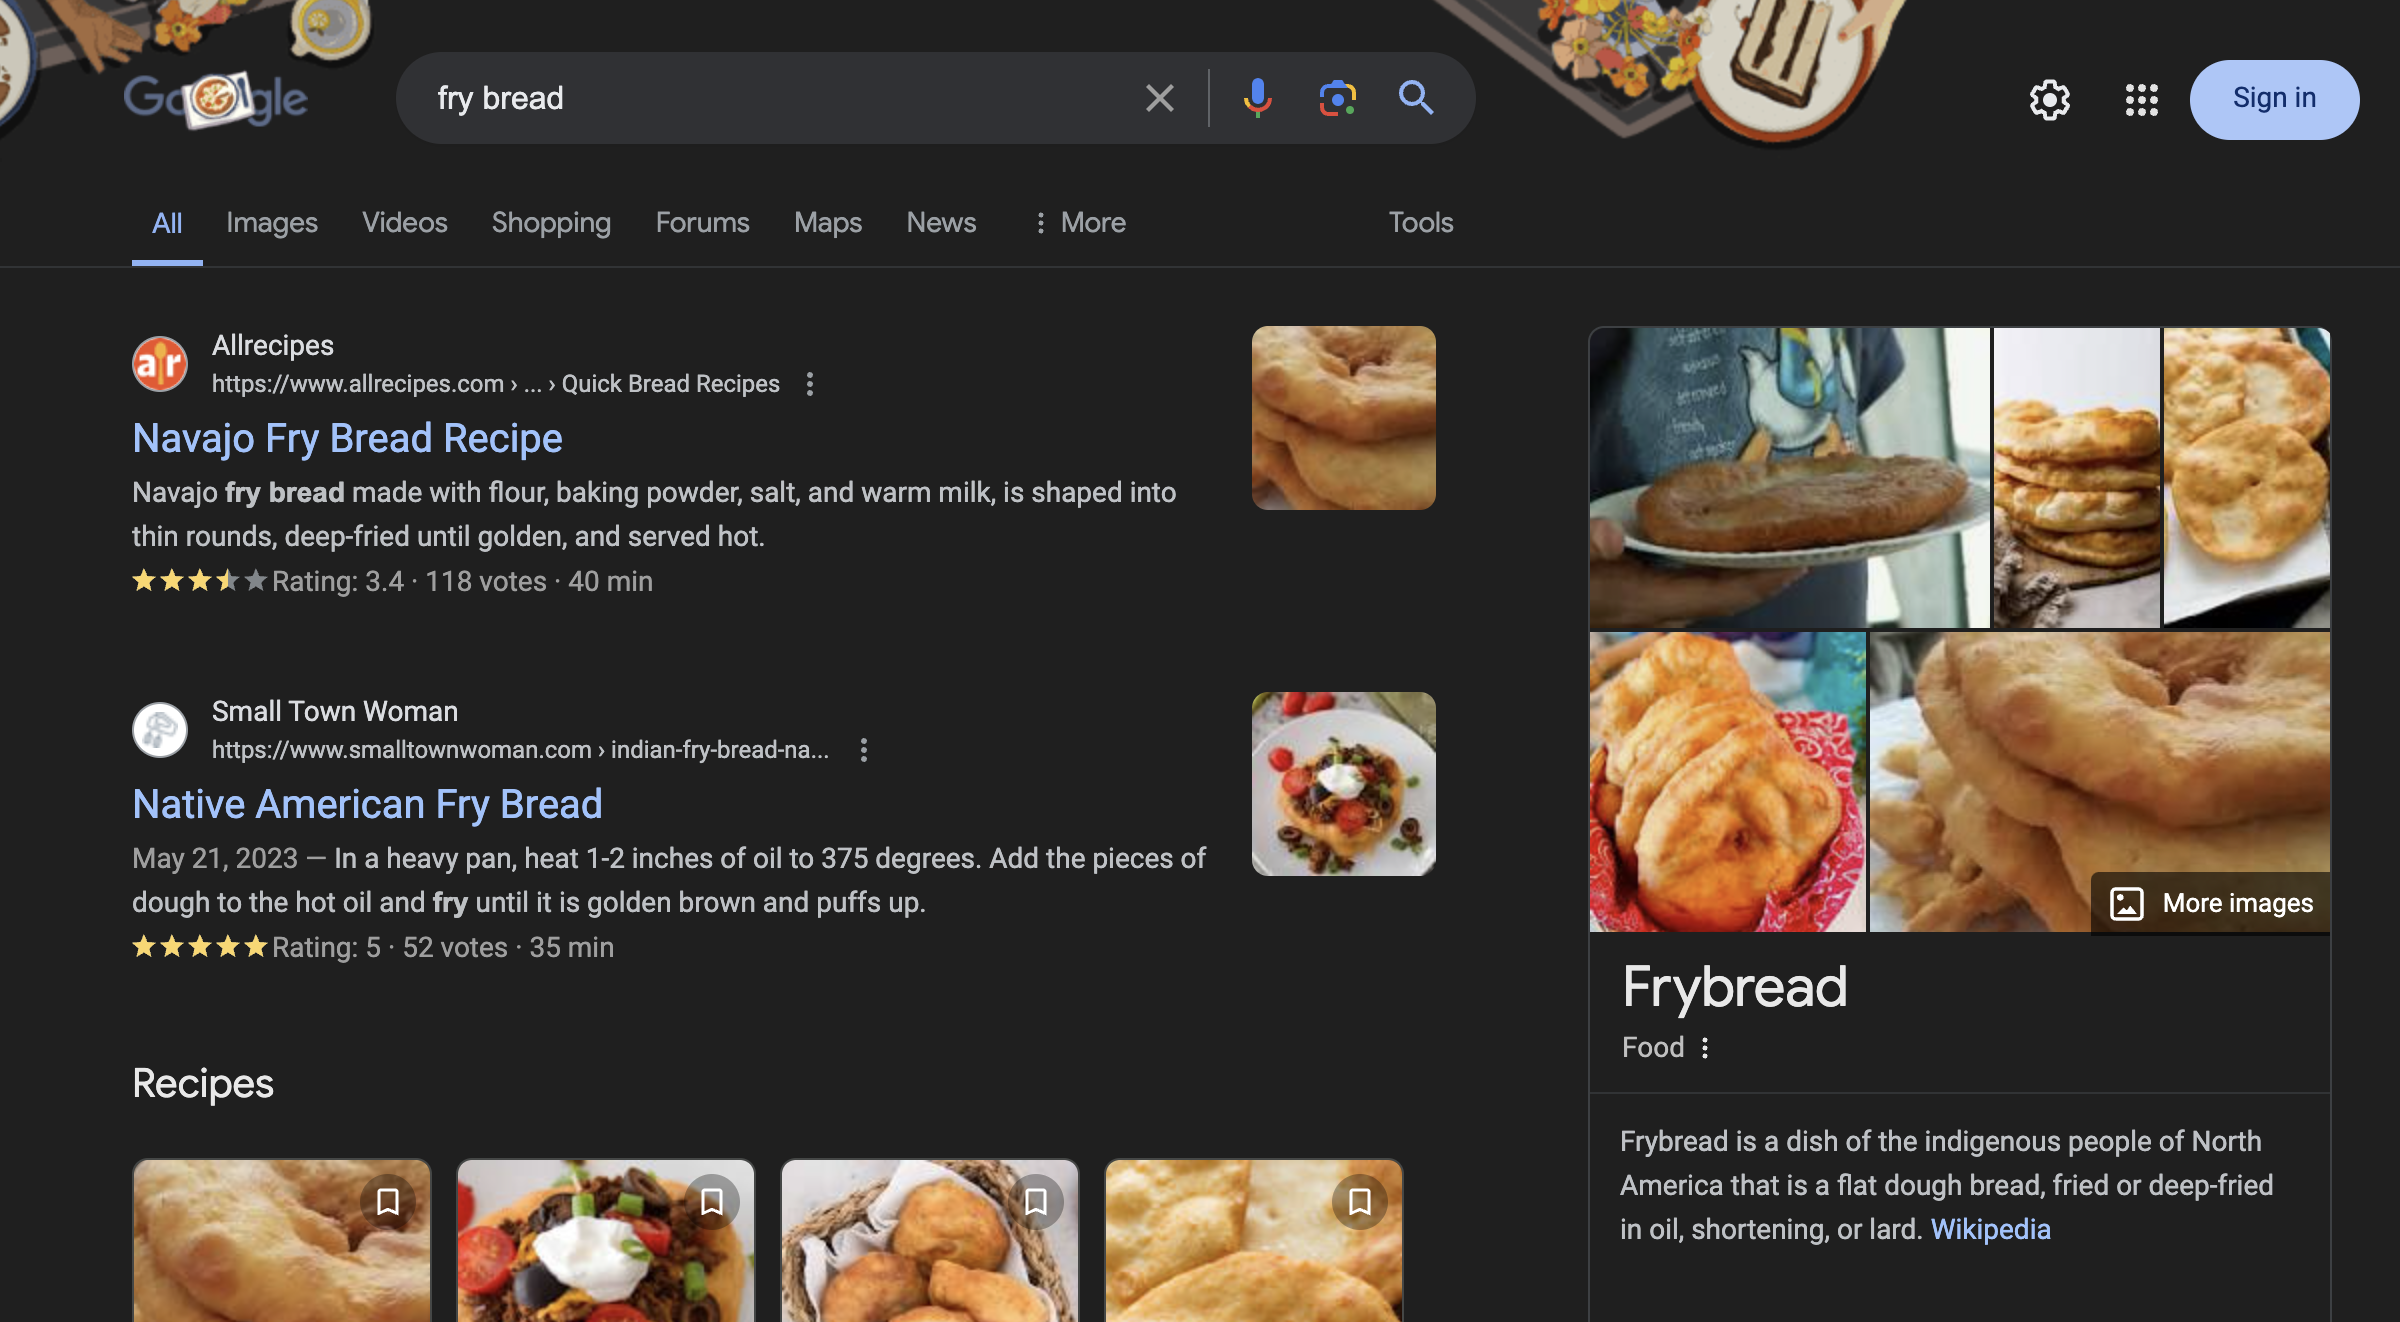 Google
fry bread
Sign in
All
Images
Videos
Shopping
Forums
Maps
News
More
Tools
Allrecipes
https://www.allrecipes.com › ... › Quick Bread Recipes
Navajo Fry Bread Recipe
Navajo fry bread made with flour, baking powder, salt, and warm milk, is shaped into
thin rounds, deep-fried until golden, and served hot.
Rating: 3.4 · 118 votes · 40 min
Small Town Woman
https://www.smalltownwoman.com › indian-fry-bread-na...
Native American Fry Bread
May 21, 2023 — In a heavy pan, heat 1-2 inches of oil to 375 degrees. Add the pieces of
dough to the hot oil and fry until it is golden brown and puffs up.
Rating: 5 · 52 votes · 35 min
Recipes
More images
Frybread
Food
Frybread is a dish of the indigenous people of North
America that is a flat dough bread, fried or deep-fried
in oil, shortening, or lard. Wikipedia